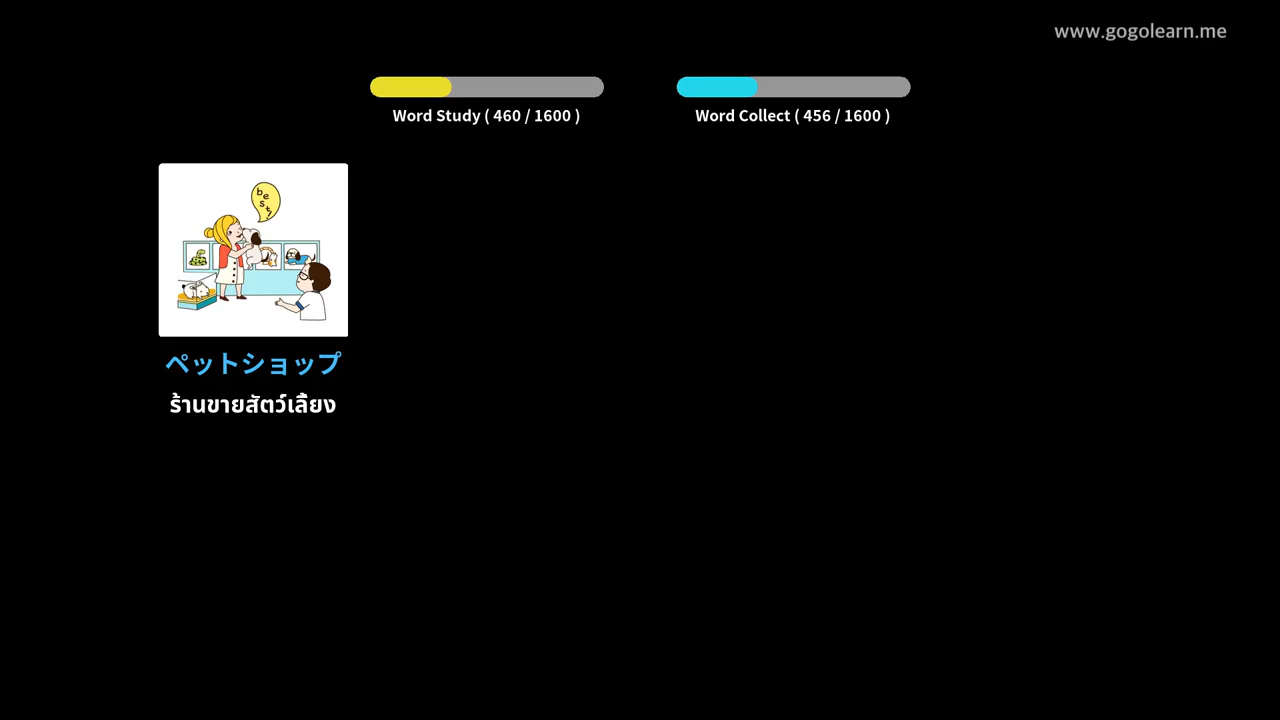 www.gogolearn.me
Word Study ( 460 / 1600 )
Word Collect ( 456 / 1600 )
best!
ペットショップ
ร้านขายสัตว์เลี้ยง